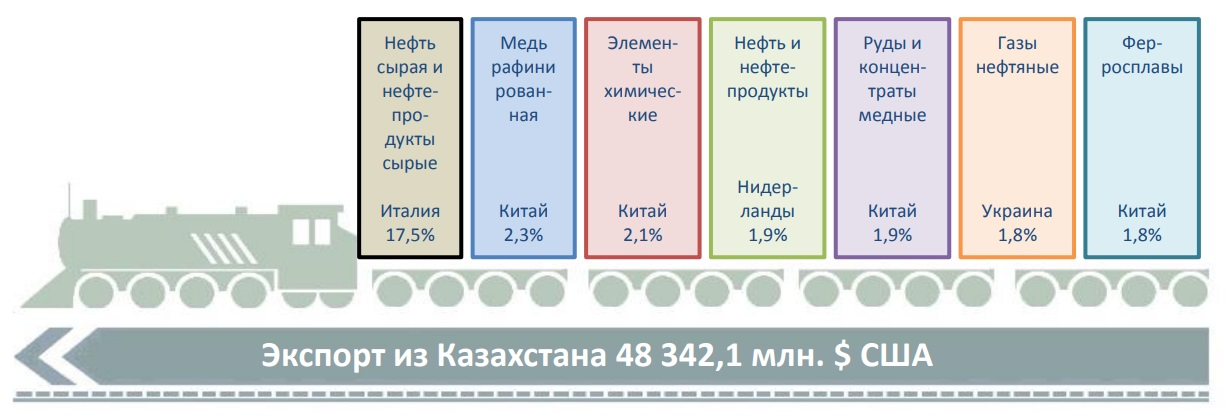 Нефть
сырая и
нефте-
про-
дукты
сырые
Италия
17,5%
Медь
рафини
рован-
ная
Китай
2,3%
Элемен-
ты
химичес-
кие
Китай
2,1%
Нефть и
нефте-
продукты
Нидер-
ланды
1,9%
Руды и
концен-
траты
медные
Китай
1,9%
Газы
нефтяные
Украина
1,8%
Фер-
росплавы
Китай
1,8%
Экспорт из Казахстана 48 342,1 млн. $ США